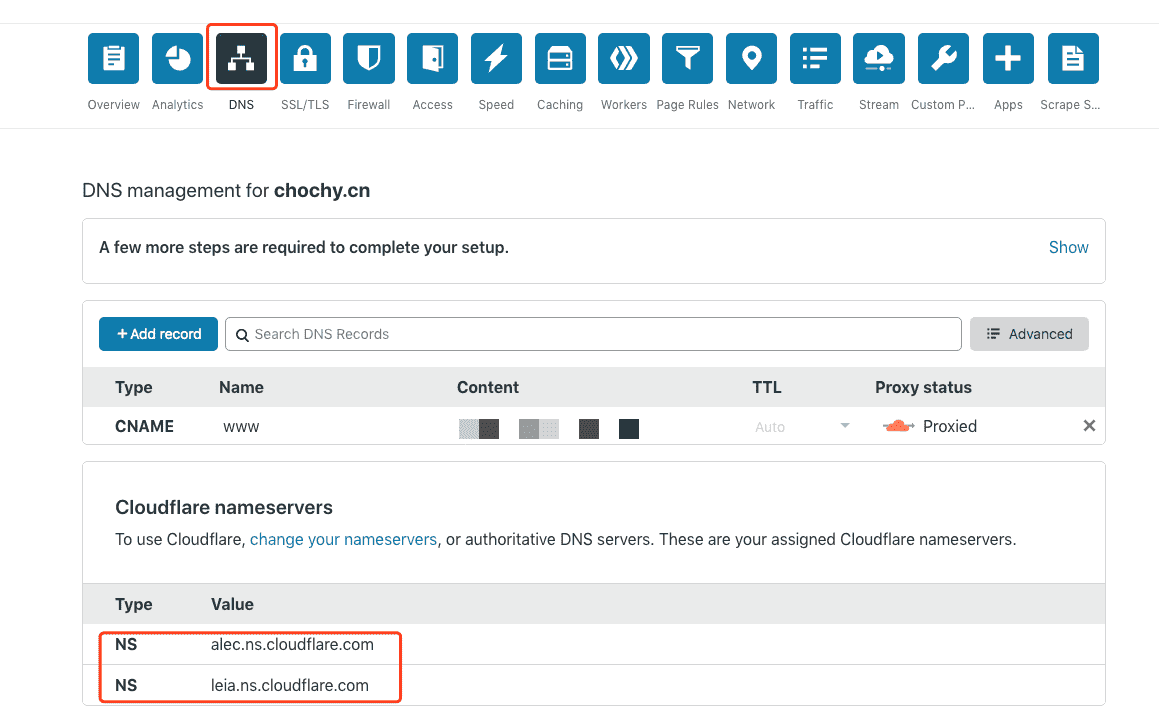 Overview Analytics DNS SSL/TLS Firewall Access Speed Caching Workers Page Rules Network Traffic Stream Custom P... Apps Scrape S...
DNS management for chochy.cn
A few more steps are required to complete your setup. Show
+ Add record Search DNS Records Advanced
Type Name Content TTL Proxy status
CNAME www Auto Proxied ✕
Cloudflare nameservers
To use Cloudflare, change your nameservers, or authoritative DNS servers. These are your assigned Cloudflare nameservers.
Type Value
NS alec.ns.cloudflare.com
NS leia.ns.cloudflare.com